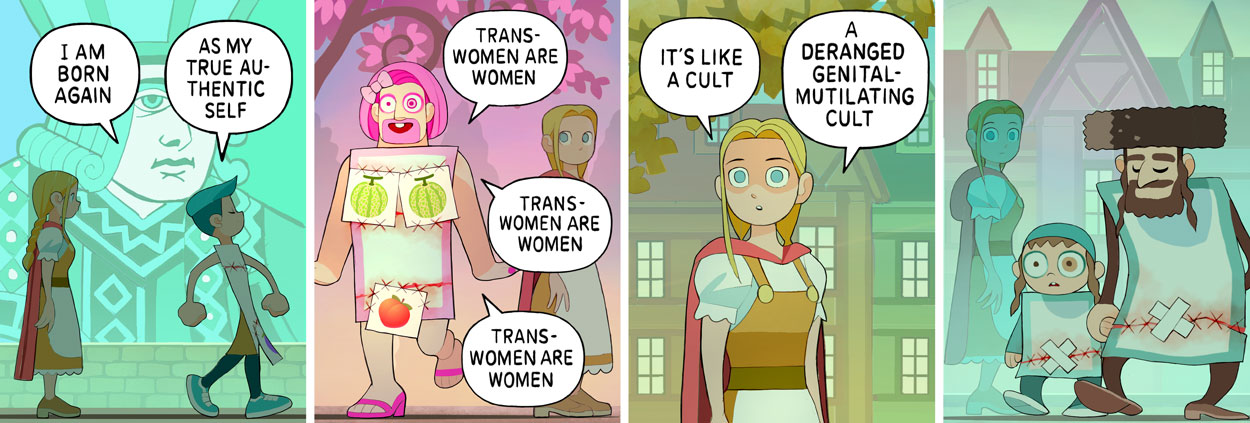 I AM
BORN
AGAIN
AS MY
TRUE AU-
THENTIC
SELF
TRANS-
WOMEN ARE
WOMEN
TRANS-
WOMEN ARE
WOMEN
TRANS-
WOMEN ARE
WOMEN
IT'S LIKE
A CULT
A
DERANGED
GENITAL-
MUTILATING
CULT